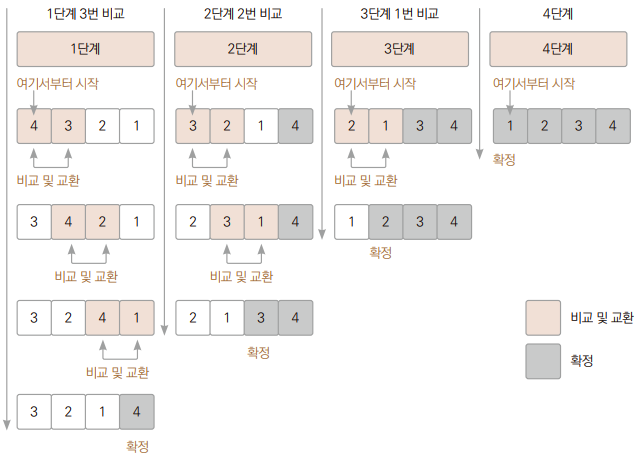 1단계 3번 비교
1단계
여기서부터 시작
4 3 2 1
비교 및 교환
3 4 2 1
비교 및 교환
3 2 4 1
비교 및 교환
3 2 1 4
확정
2단계 2번 비교
2단계
여기서부터 시작
3 2 1 4
비교 및 교환
2 3 1 4
비교 및 교환
2 1 3 4
확정
3단계 1번 비교
3단계
여기서부터 시작
2 1 3 4
비교 및 교환
1 2 3 4
확정
4단계
4단계
여기서부터 시작
1 2 3 4
확정
비교 및 교환
확정